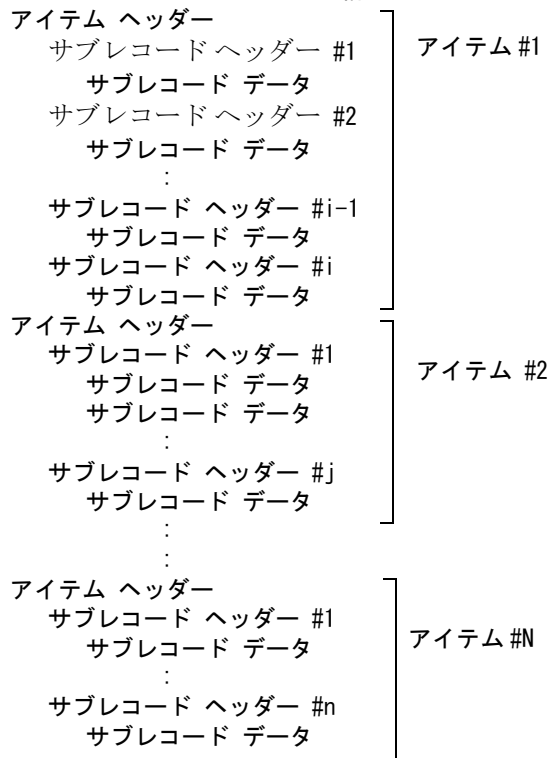 アイテム ヘッダー
サブレコード ヘッダー #1
アイテム #1
サブレコード データ
サブレコード ヘッダー #2
サブレコード データ
:
サブレコード ヘッダー #i-1
サブレコード データ
サブレコード ヘッダー #i
サブレコード データ
アイテム ヘッダー
サブレコード ヘッダー #1
アイテム #2
サブレコード データ
サブレコード データ
:
サブレコード ヘッダー #j
サブレコード データ
:
:
アイテム ヘッダー
サブレコード ヘッダー #1
アイテム #N
サブレコード データ
:
サブレコード ヘッダー #n
サブレコード データ